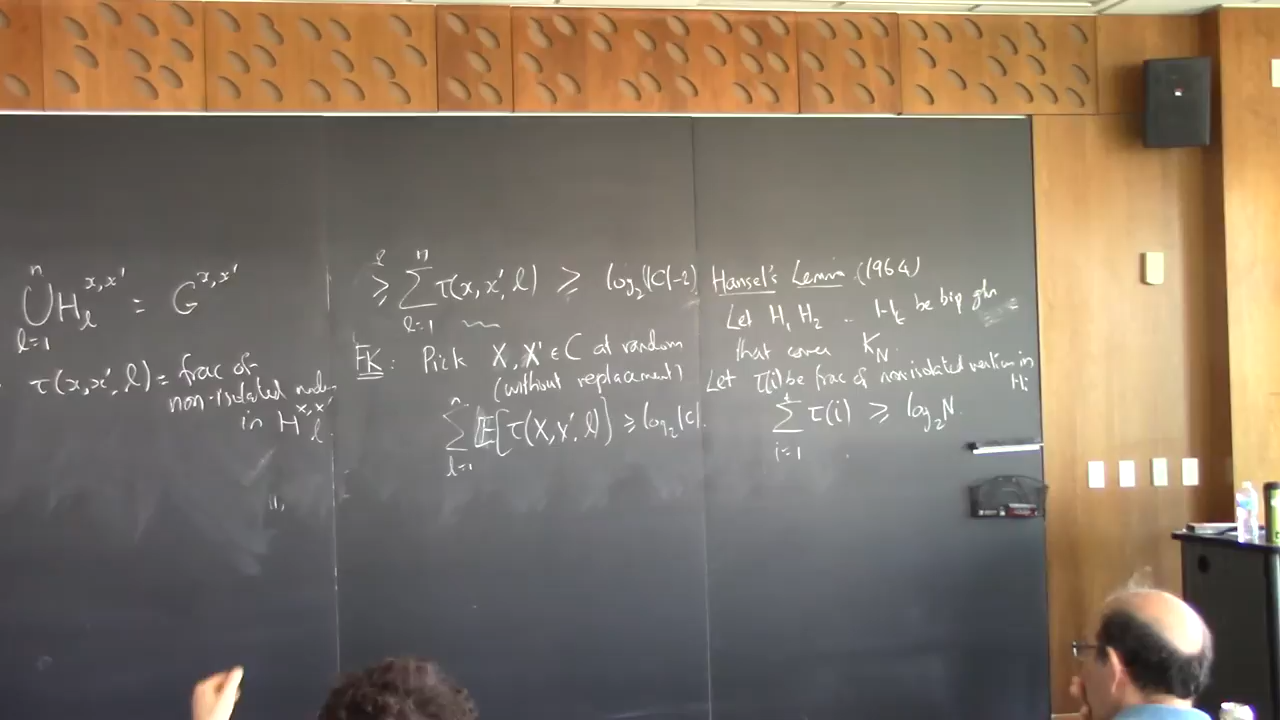 n
⋃ H_l^{x,x'} = G^{x,x'}
l=1
τ(x,x',l) = frac of
non-isolated nodes
in H_l^{x,x'}
n
≥ ∑ τ(x,x',l) ≥ log₂(|C|-2)
l=1
FK: Pick X, X' ∈ C at random
(without replacement)
n
∑ E[τ(X,X',l)] ≥ log₂|C|.
l=1
Hansel's Lemma (1964)
Let H₁ H₂ .. H_t be bip gph
that cover K_N.
Let τ(i) be frac of nonisolated vertices in
H_i
t
∑ τ(i) ≥ log₂N.
i=1